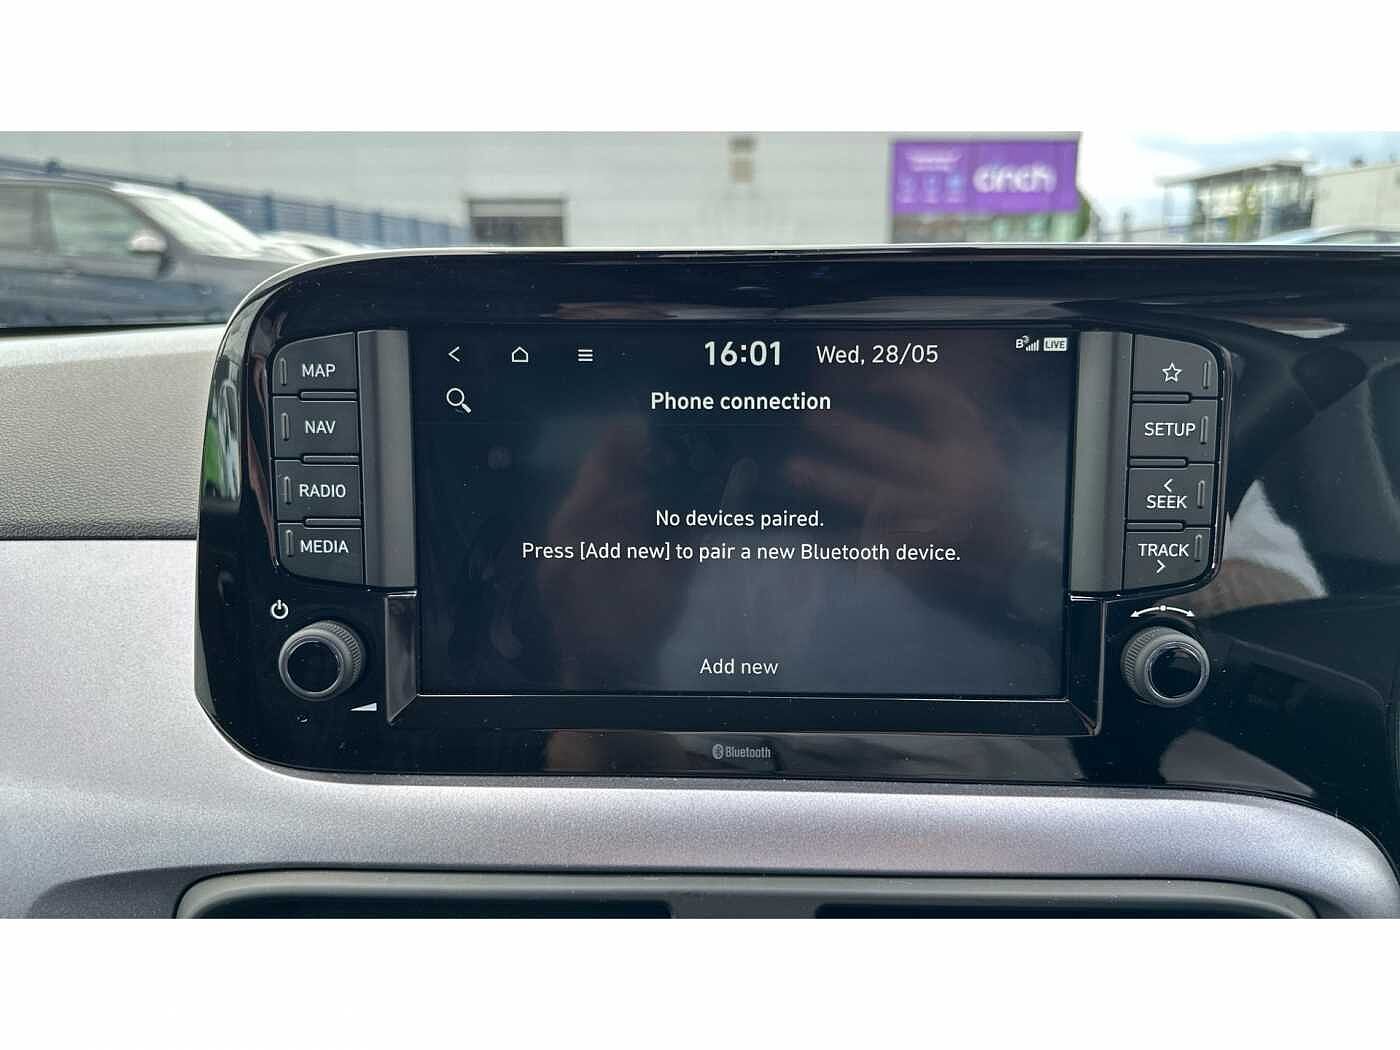 cinch
MAP
NAV
RADIO
MEDIA
16:01 Wed, 28/05
LIVE
Phone connection
No devices paired.
Press [Add new] to pair a new Bluetooth device.
Add new
SETUP
SEEK
TRACK
Bluetooth